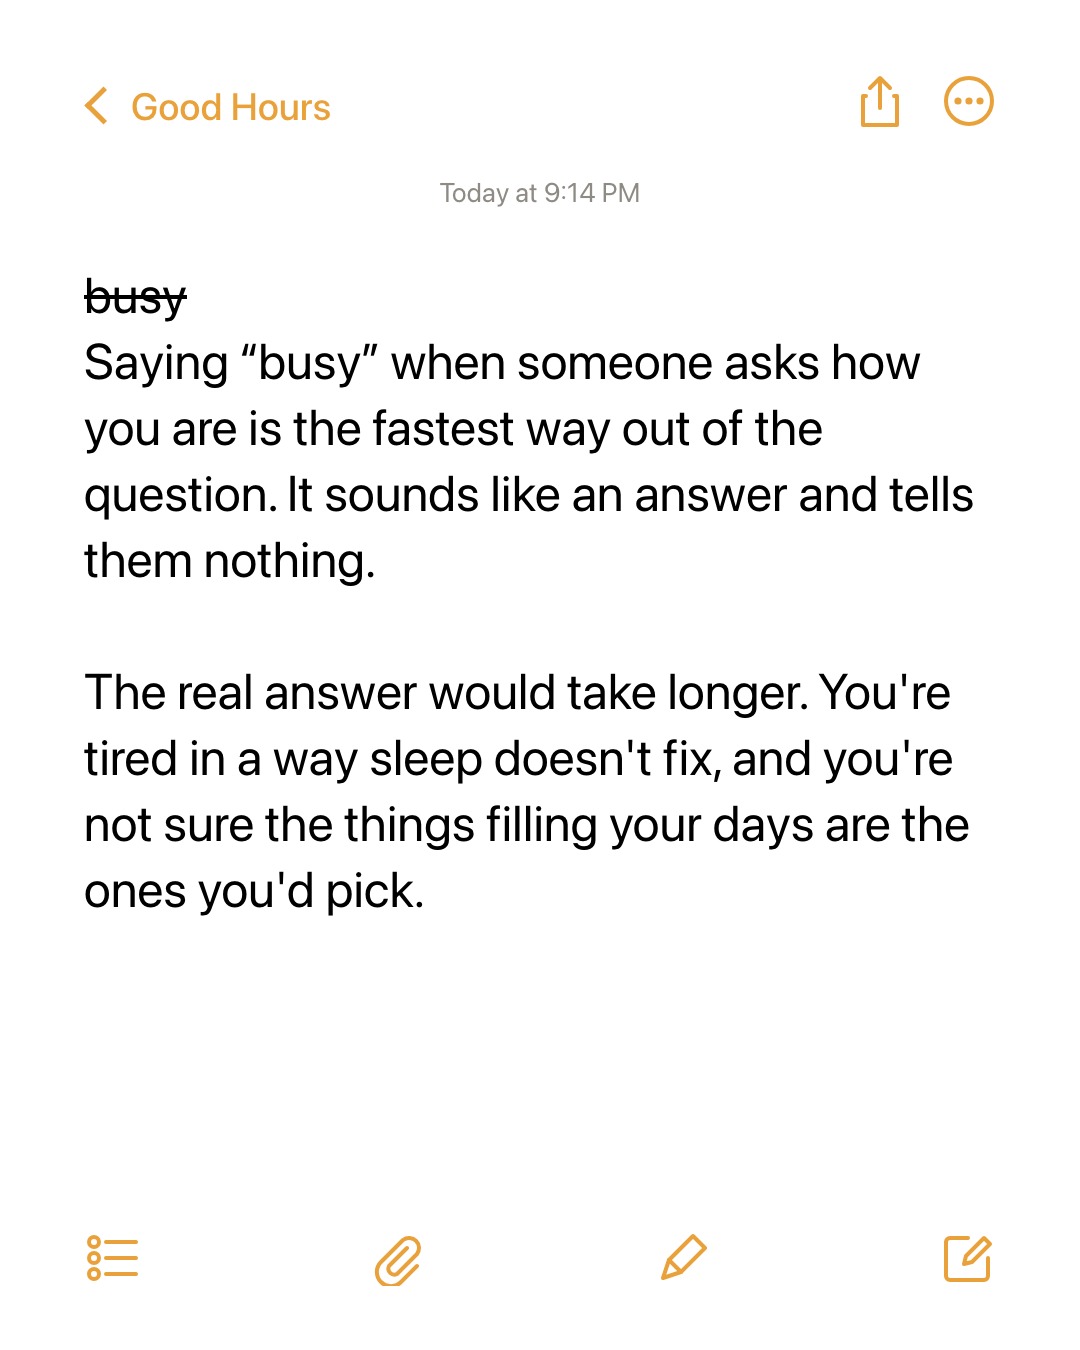 Good Hours
Today at 9:14 PM
busy
Saying “busy” when someone asks how
you are is the fastest way out of the
question. It sounds like an answer and tells
them nothing.
The real answer would take longer. You're
tired in a way sleep doesn't fix, and you're
not sure the things filling your days are the
ones you'd pick.